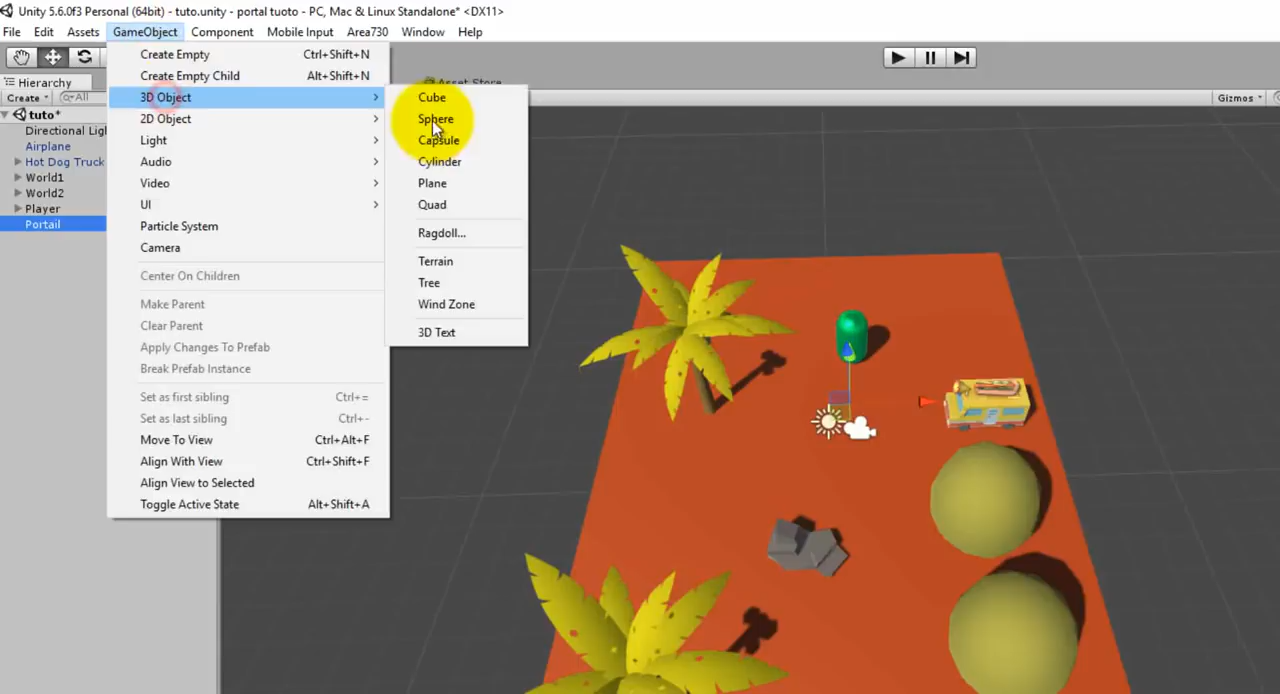 Unity 5.6.0f3 Personal (64bit) - tuto.unity - portal tuoto - PC, Mac & Linux Standalone* <DX11>
File Edit Assets GameObject Component Mobile Input Area730 Window Help
Hierarchy
Create All
tuto*
Directional Ligh
Airplane
Hot Dog Truck
World1
World2
Player
Portail
Create Empty Ctrl+Shift+N
Create Empty Child Alt+Shift+N
3D Object
2D Object
Light
Audio
Video
UI
Particle System
Camera
Center On Children
Make Parent
Clear Parent
Apply Changes To Prefab
Break Prefab Instance
Set as first sibling Ctrl+=
Set as last sibling Ctrl+-
Move To View Ctrl+Alt+F
Align With View Ctrl+Shift+F
Align View to Selected
Toggle Active State Alt+Shift+A
Asset Store
Cube
Sphere
Capsule
Cylinder
Plane
Quad
Ragdoll...
Terrain
Tree
Wind Zone
3D Text
Gizmos